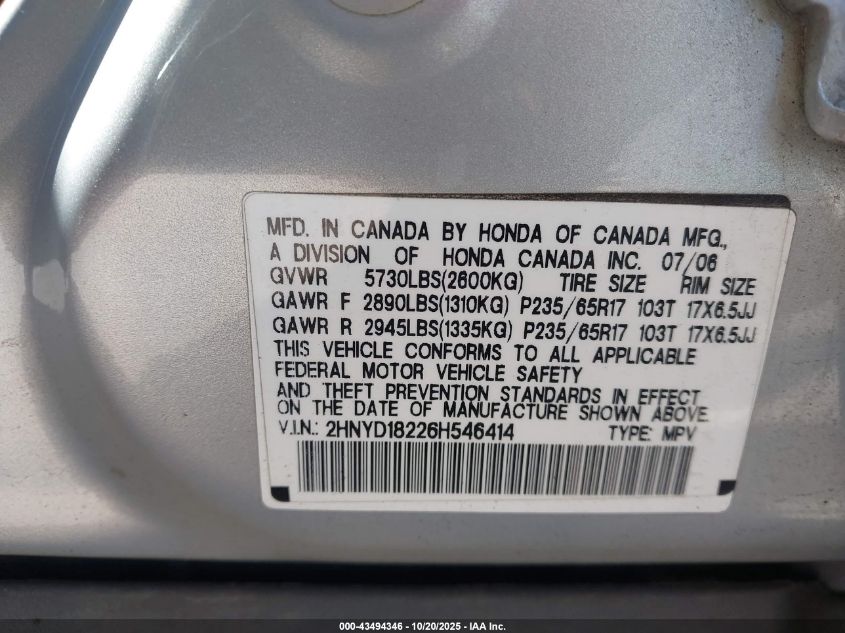 MFD. IN CANADA BY HONDA OF CANADA MFG.,
A DIVISION OF HONDA CANADA INC. 07/06
GVWR 5730LBS(2600KG) TIRE SIZE RIM SIZE
GAWR F 2890LBS(1310KG) P235/65R17 103T 17X6.5JJ
GAWR R 2945LBS(1335KG) P235/65R17 103T 17X6.5JJ
THIS VEHICLE CONFORMS TO ALL APPLICABLE
FEDERAL MOTOR VEHICLE SAFETY
AND THEFT PREVENTION STANDARDS IN EFFECT
ON THE DATE OF MANUFACTURE SHOWN ABOVE.
V.I.N.: 2HNYD18226H546414 TYPE: MPV
000-43494346 - 10/20/2025 - IAA Inc.